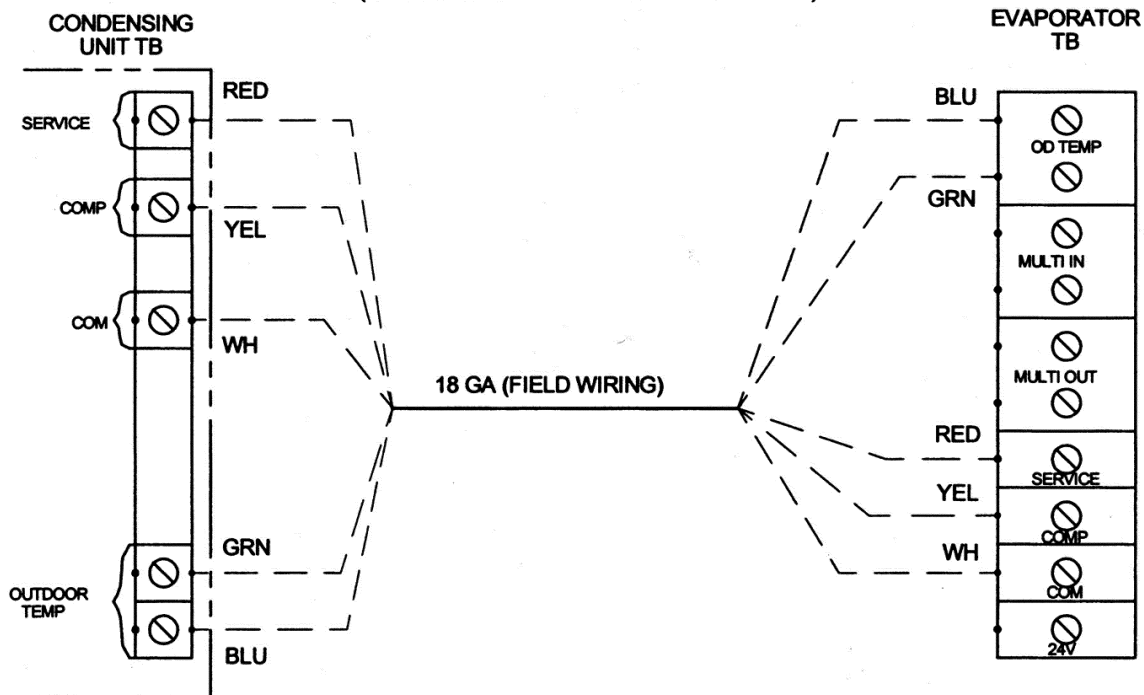 CONDENSING
UNIT TB
EVAPORATOR
TB
SERVICE
RED
COMP
YEL
COM
WH
18 GA (FIELD WIRING)
GRN
OUTDOOR
TEMP
BLU
BLU
OD TEMP
GRN
MULTI IN
MULTI OUT
RED
SERVICE
YEL
COMP
WH
COM
24V